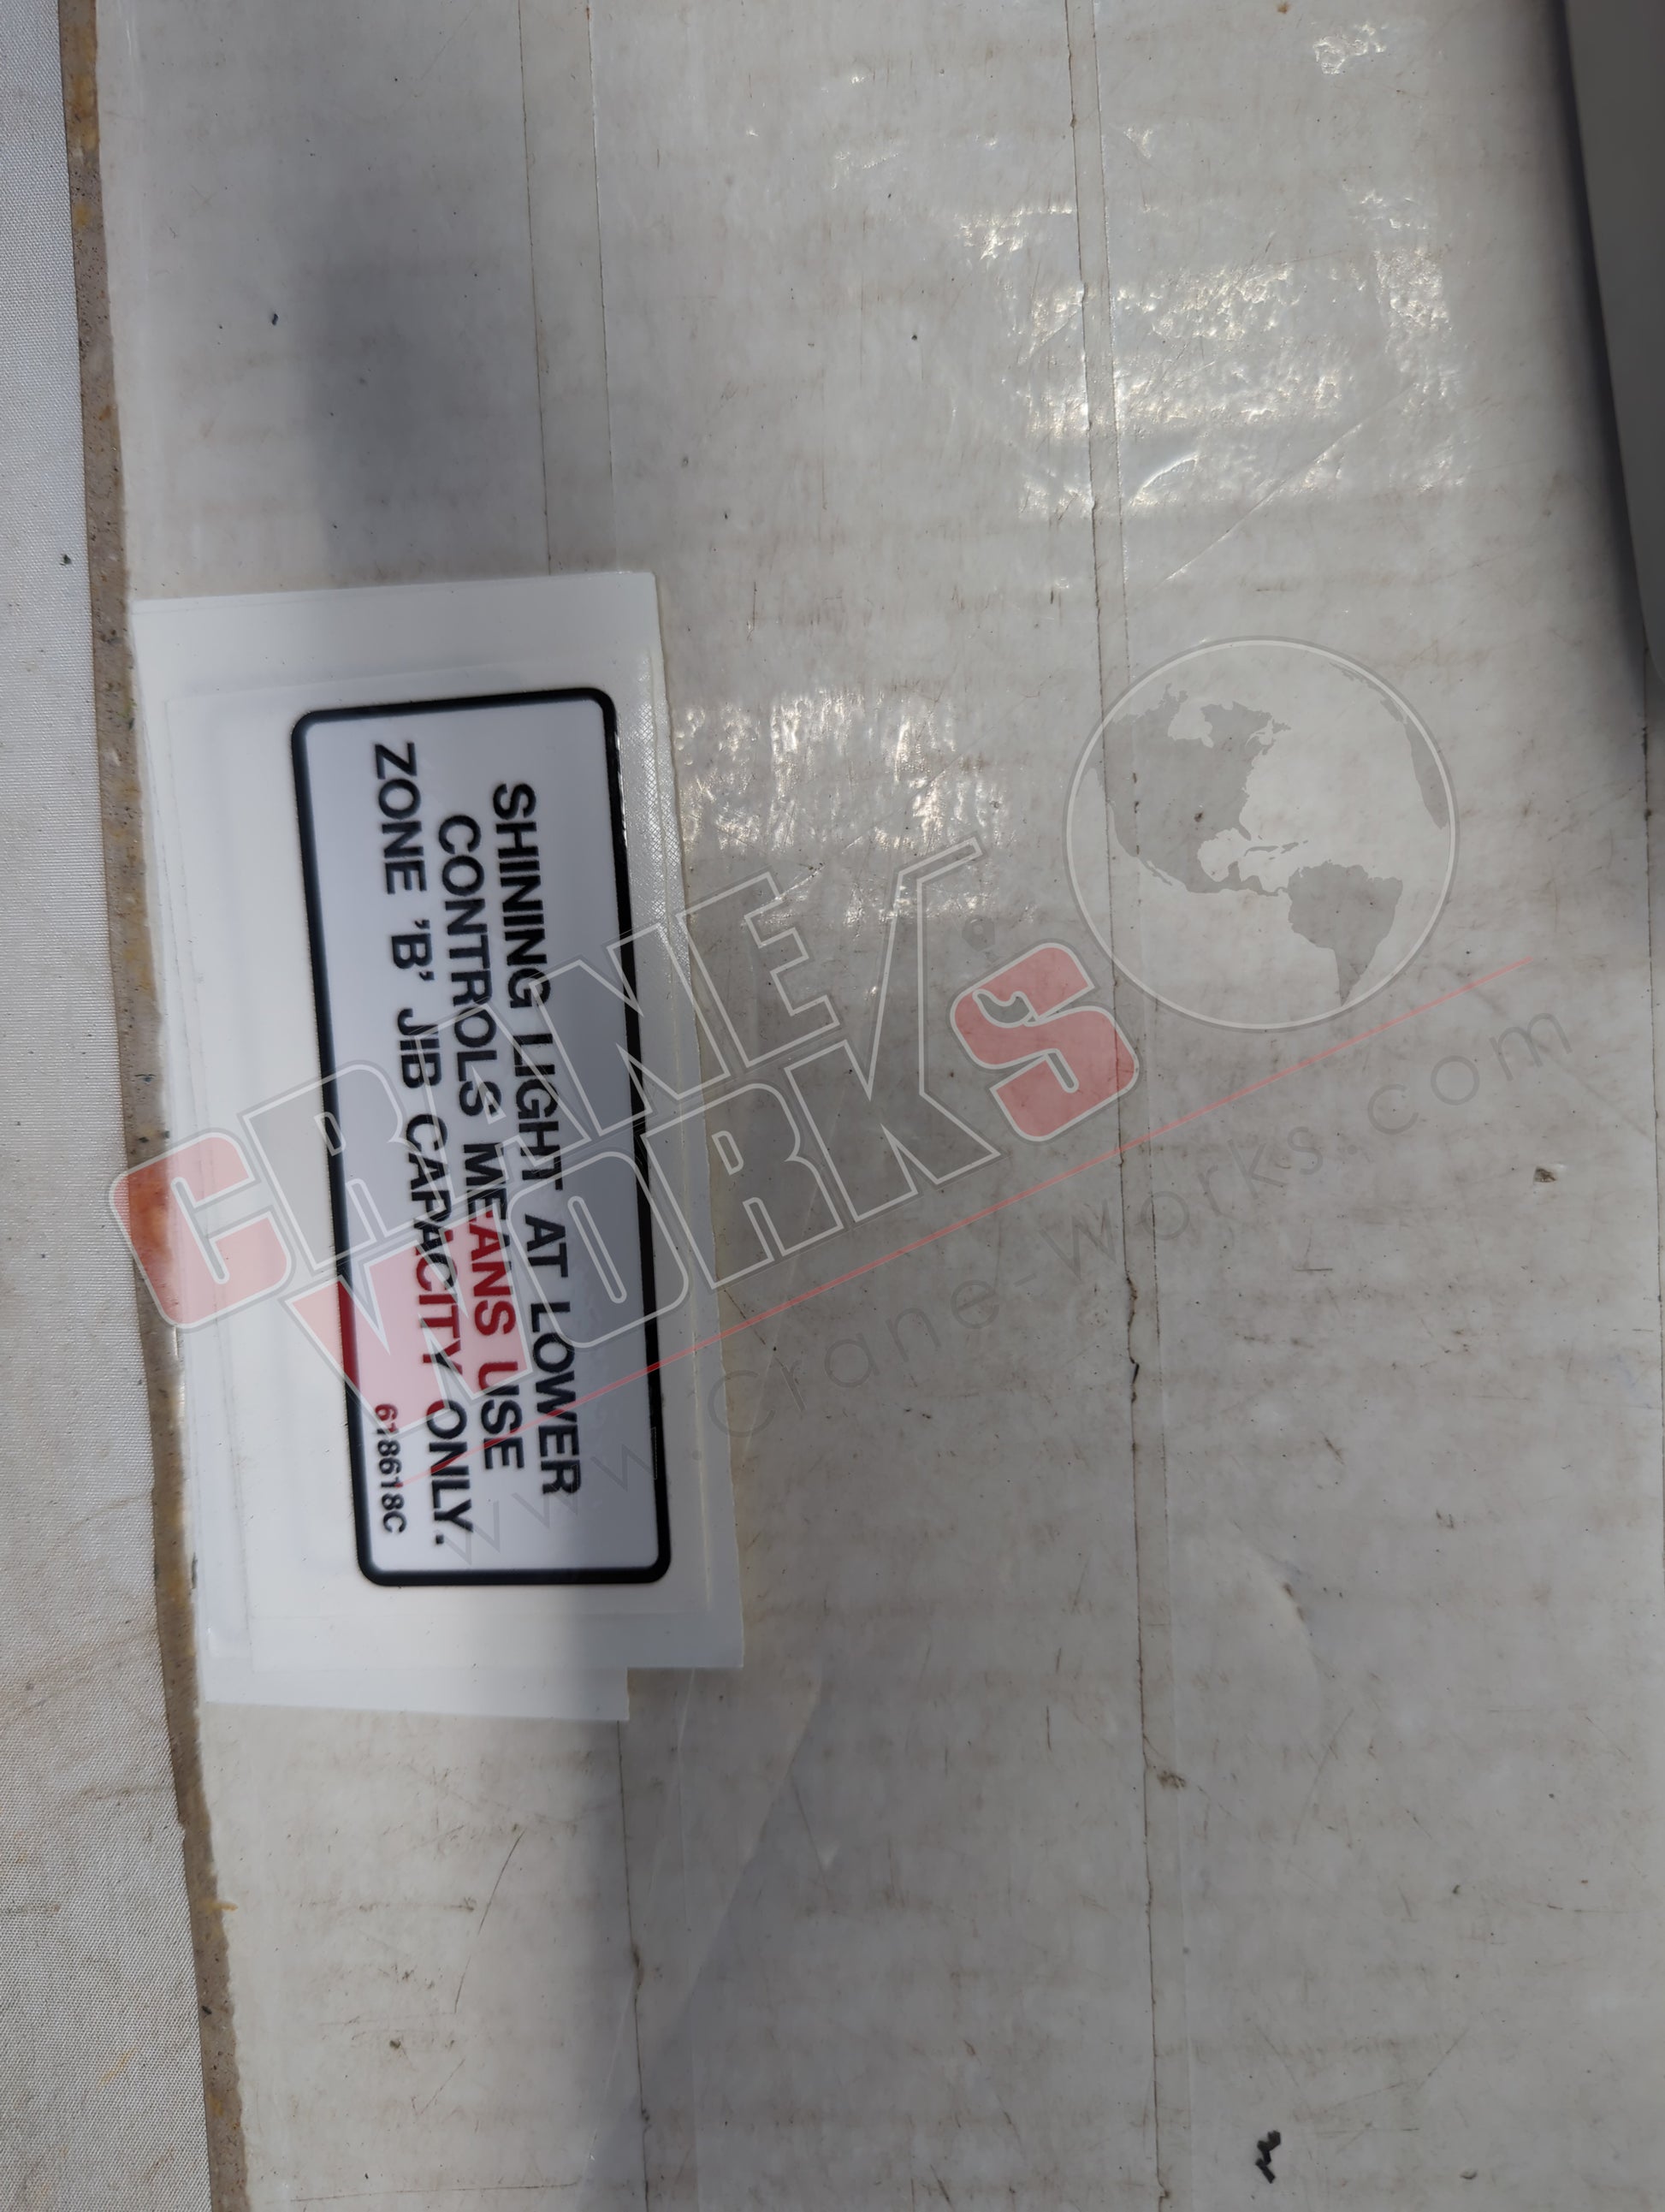 SHINING LIGHT AT LOWER
CONTROLS MEANS USE
ZONE 'B' JIB CAPACITY ONLY.
618618C
CRANE
WORKS
www.crane-works.com